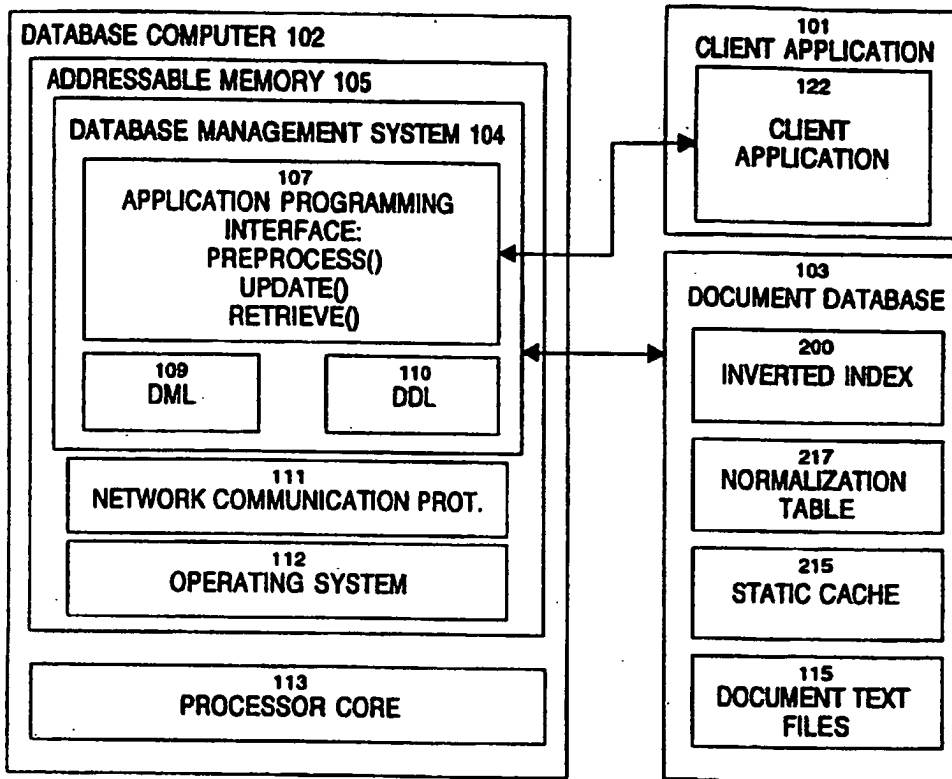 DATABASE COMPUTER 102
ADDRESSABLE MEMORY 105
DATABASE MANAGEMENT SYSTEM 104
107
APPLICATION PROGRAMMING
INTERFACE:
PREPROCESS()
UPDATE()
RETRIEVE()
109
DML
110
DDL
111
NETWORK COMMUNICATION PROT.
112
OPERATING SYSTEM
113
PROCESSOR CORE
101
CLIENT APPLICATION
122
CLIENT
APPLICATION
103
DOCUMENT DATABASE
200
INVERTED INDEX
217
NORMALIZATION
TABLE
215
STATIC CACHE
115
DOCUMENT TEXT
FILES